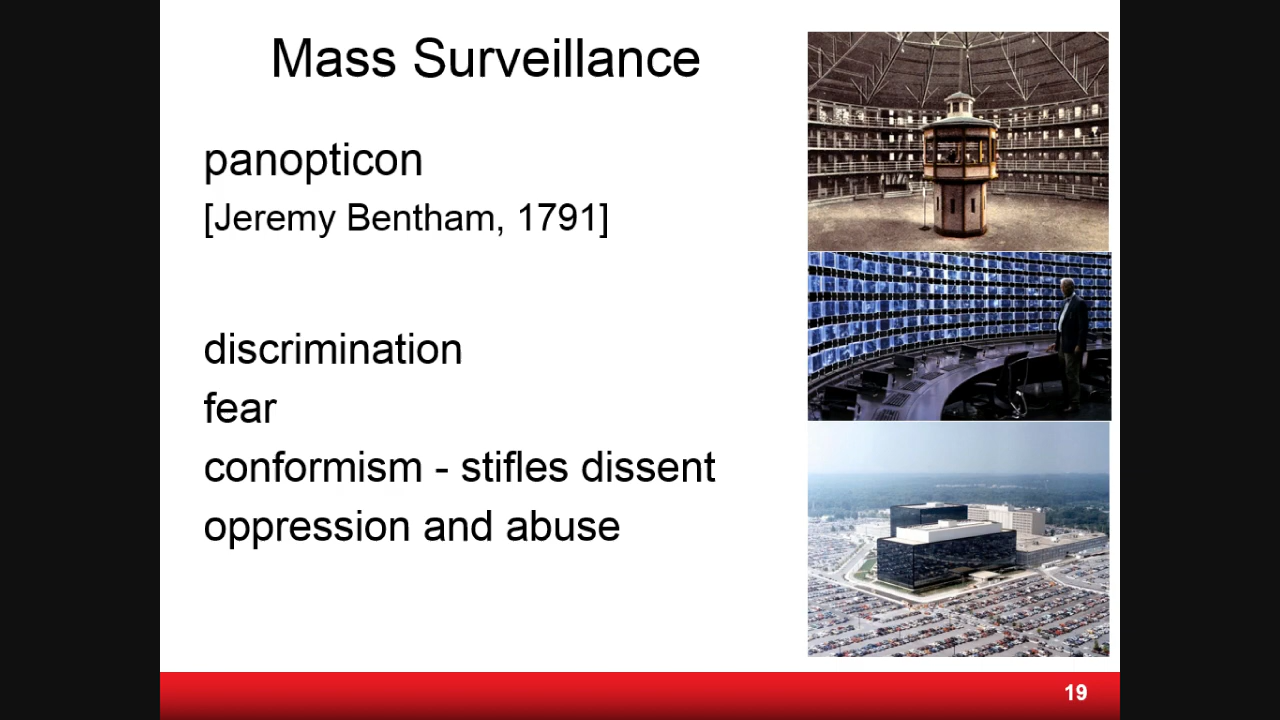 Mass Surveillance
panopticon
[Jeremy Bentham, 1791]
discrimination
fear
conformism - stifles dissent
oppression and abuse
19